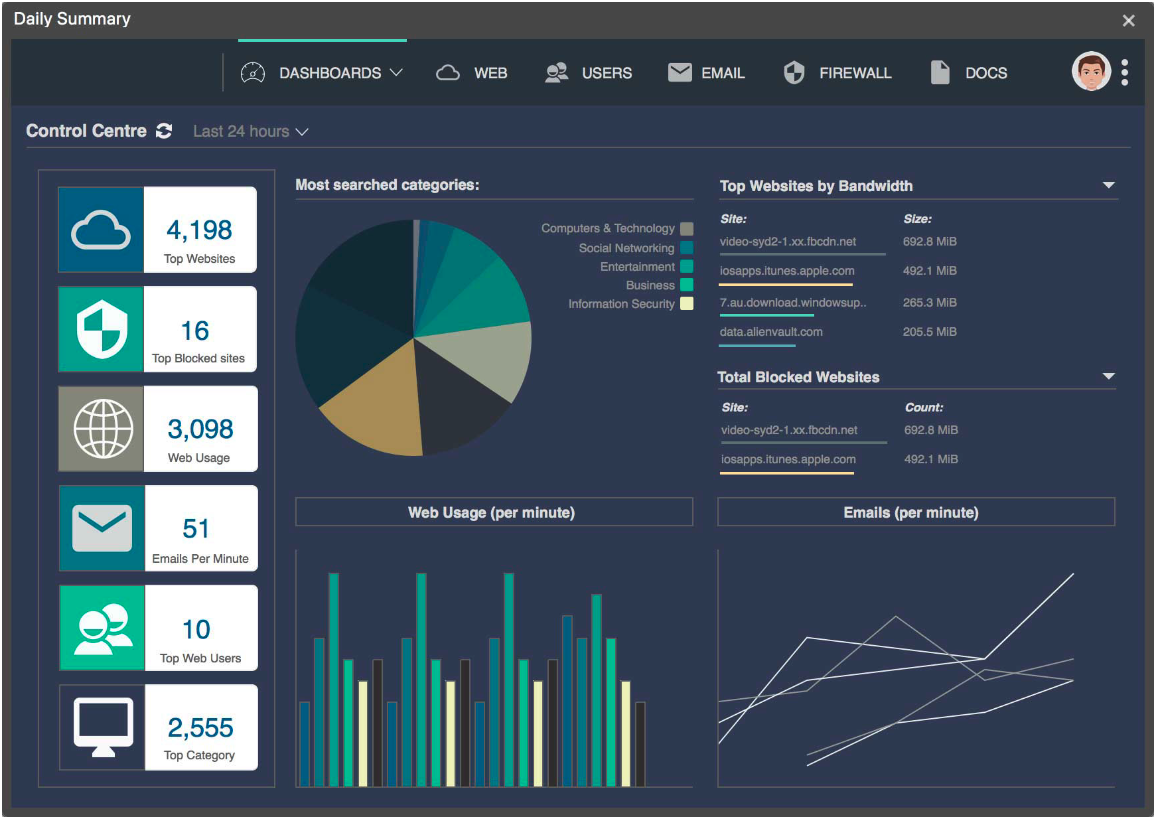 Daily Summary
DASHBOARDS
WEB
USERS
EMAIL
FIREWALL
DOCS
Control Centre
Last 24 hours
4,198
Top Websites
16
Top Blocked sites
3,098
Web Usage
51
Emails Per Minute
10
Top Web Users
2,555
Top Category
Most searched categories:
Computers & Technology
Social Networking
Entertainment
Business
Information Security
Top Websites by Bandwidth
Site: Size:
video-syd2-1.xx.fbcdn.net 692.8 MiB
iosapps.itunes.apple.com 492.1 MiB
7.au.download.windowsup.. 265.3 MiB
data.alienvault.com 205.5 MiB
Total Blocked Websites
Site: Count:
video-syd2-1.xx.fbcdn.net 692.8 MiB
iosapps.itunes.apple.com 492.1 MiB
Web Usage (per minute)
Emails (per minute)